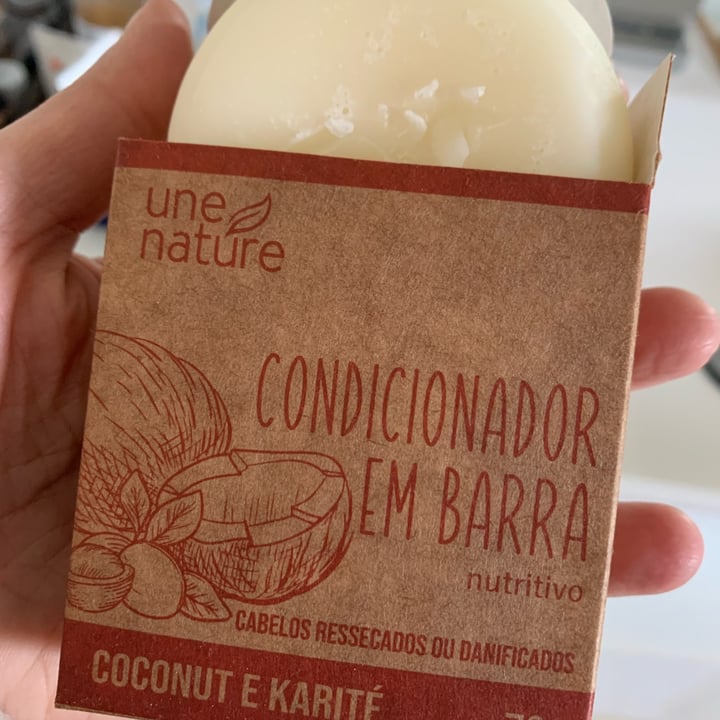 une
nature
CONDICIONADOR
EM BARRA
nutritivo
CABELOS RESSECADOS OU DANIFICADOS
COCONUT E KARITÉ